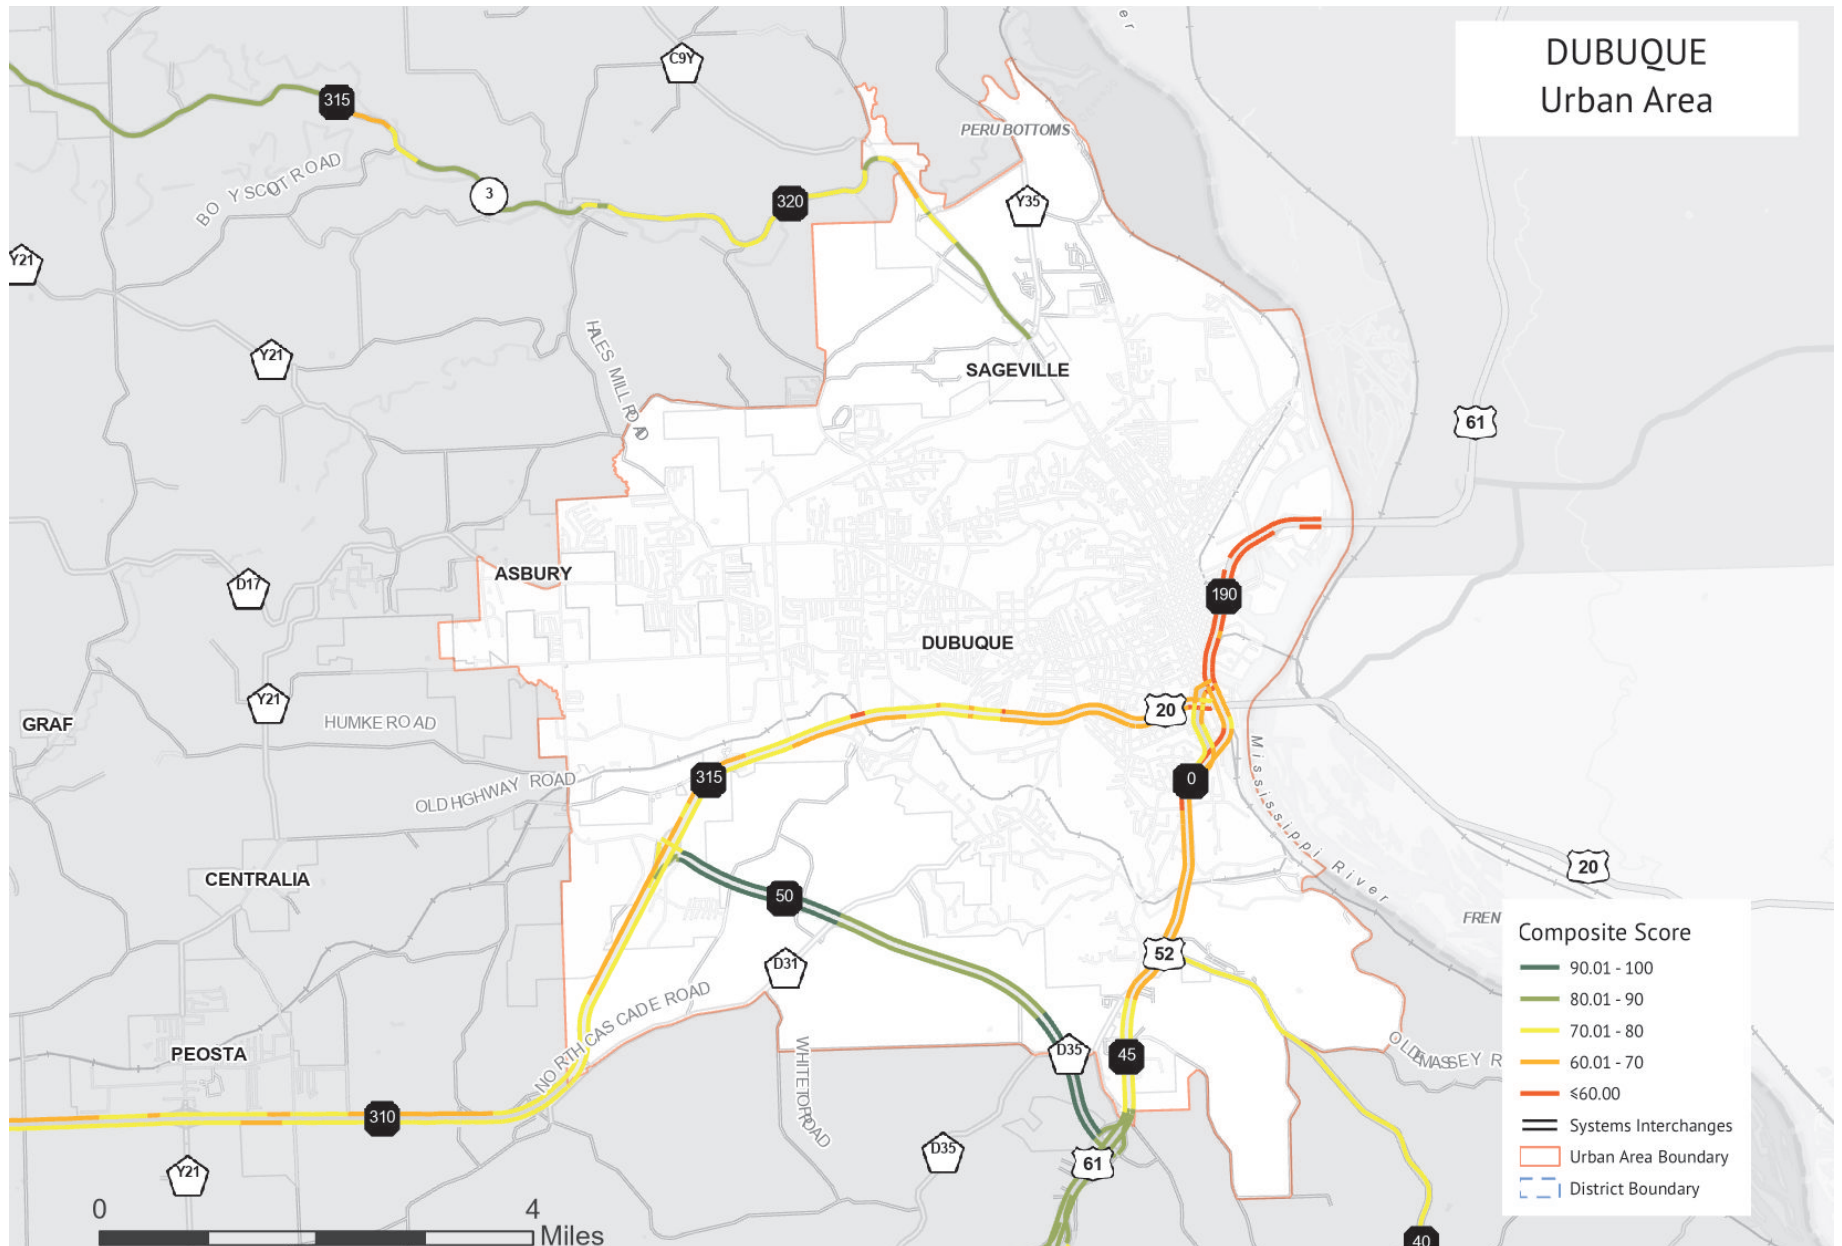 DUBUQUE
Urban Area
er
C9Y
315
PERU BOTTOMS
BO Y SCOUT ROAD
3
320
Y35
Y21
Y21
HALES MILL ROAD
SAGEVILLE
61
ASBURY
D17
190
DUBUQUE
Y21
GRAF
HUMKE ROAD
20
Mississippi River
OLD HGHWAY ROAD
315
0
CENTRALIA
50
20
FREN
52
D31
NORTH CASCADE ROAD
PEOSTA
WHITETOP ROAD
D35
45
310
D35
61
Y21
40
0
4
Miles
Composite Score
90.01 - 100
80.01 - 90
70.01 - 80
60.01 - 70
≤60.00
Systems Interchanges
Urban Area Boundary
District Boundary